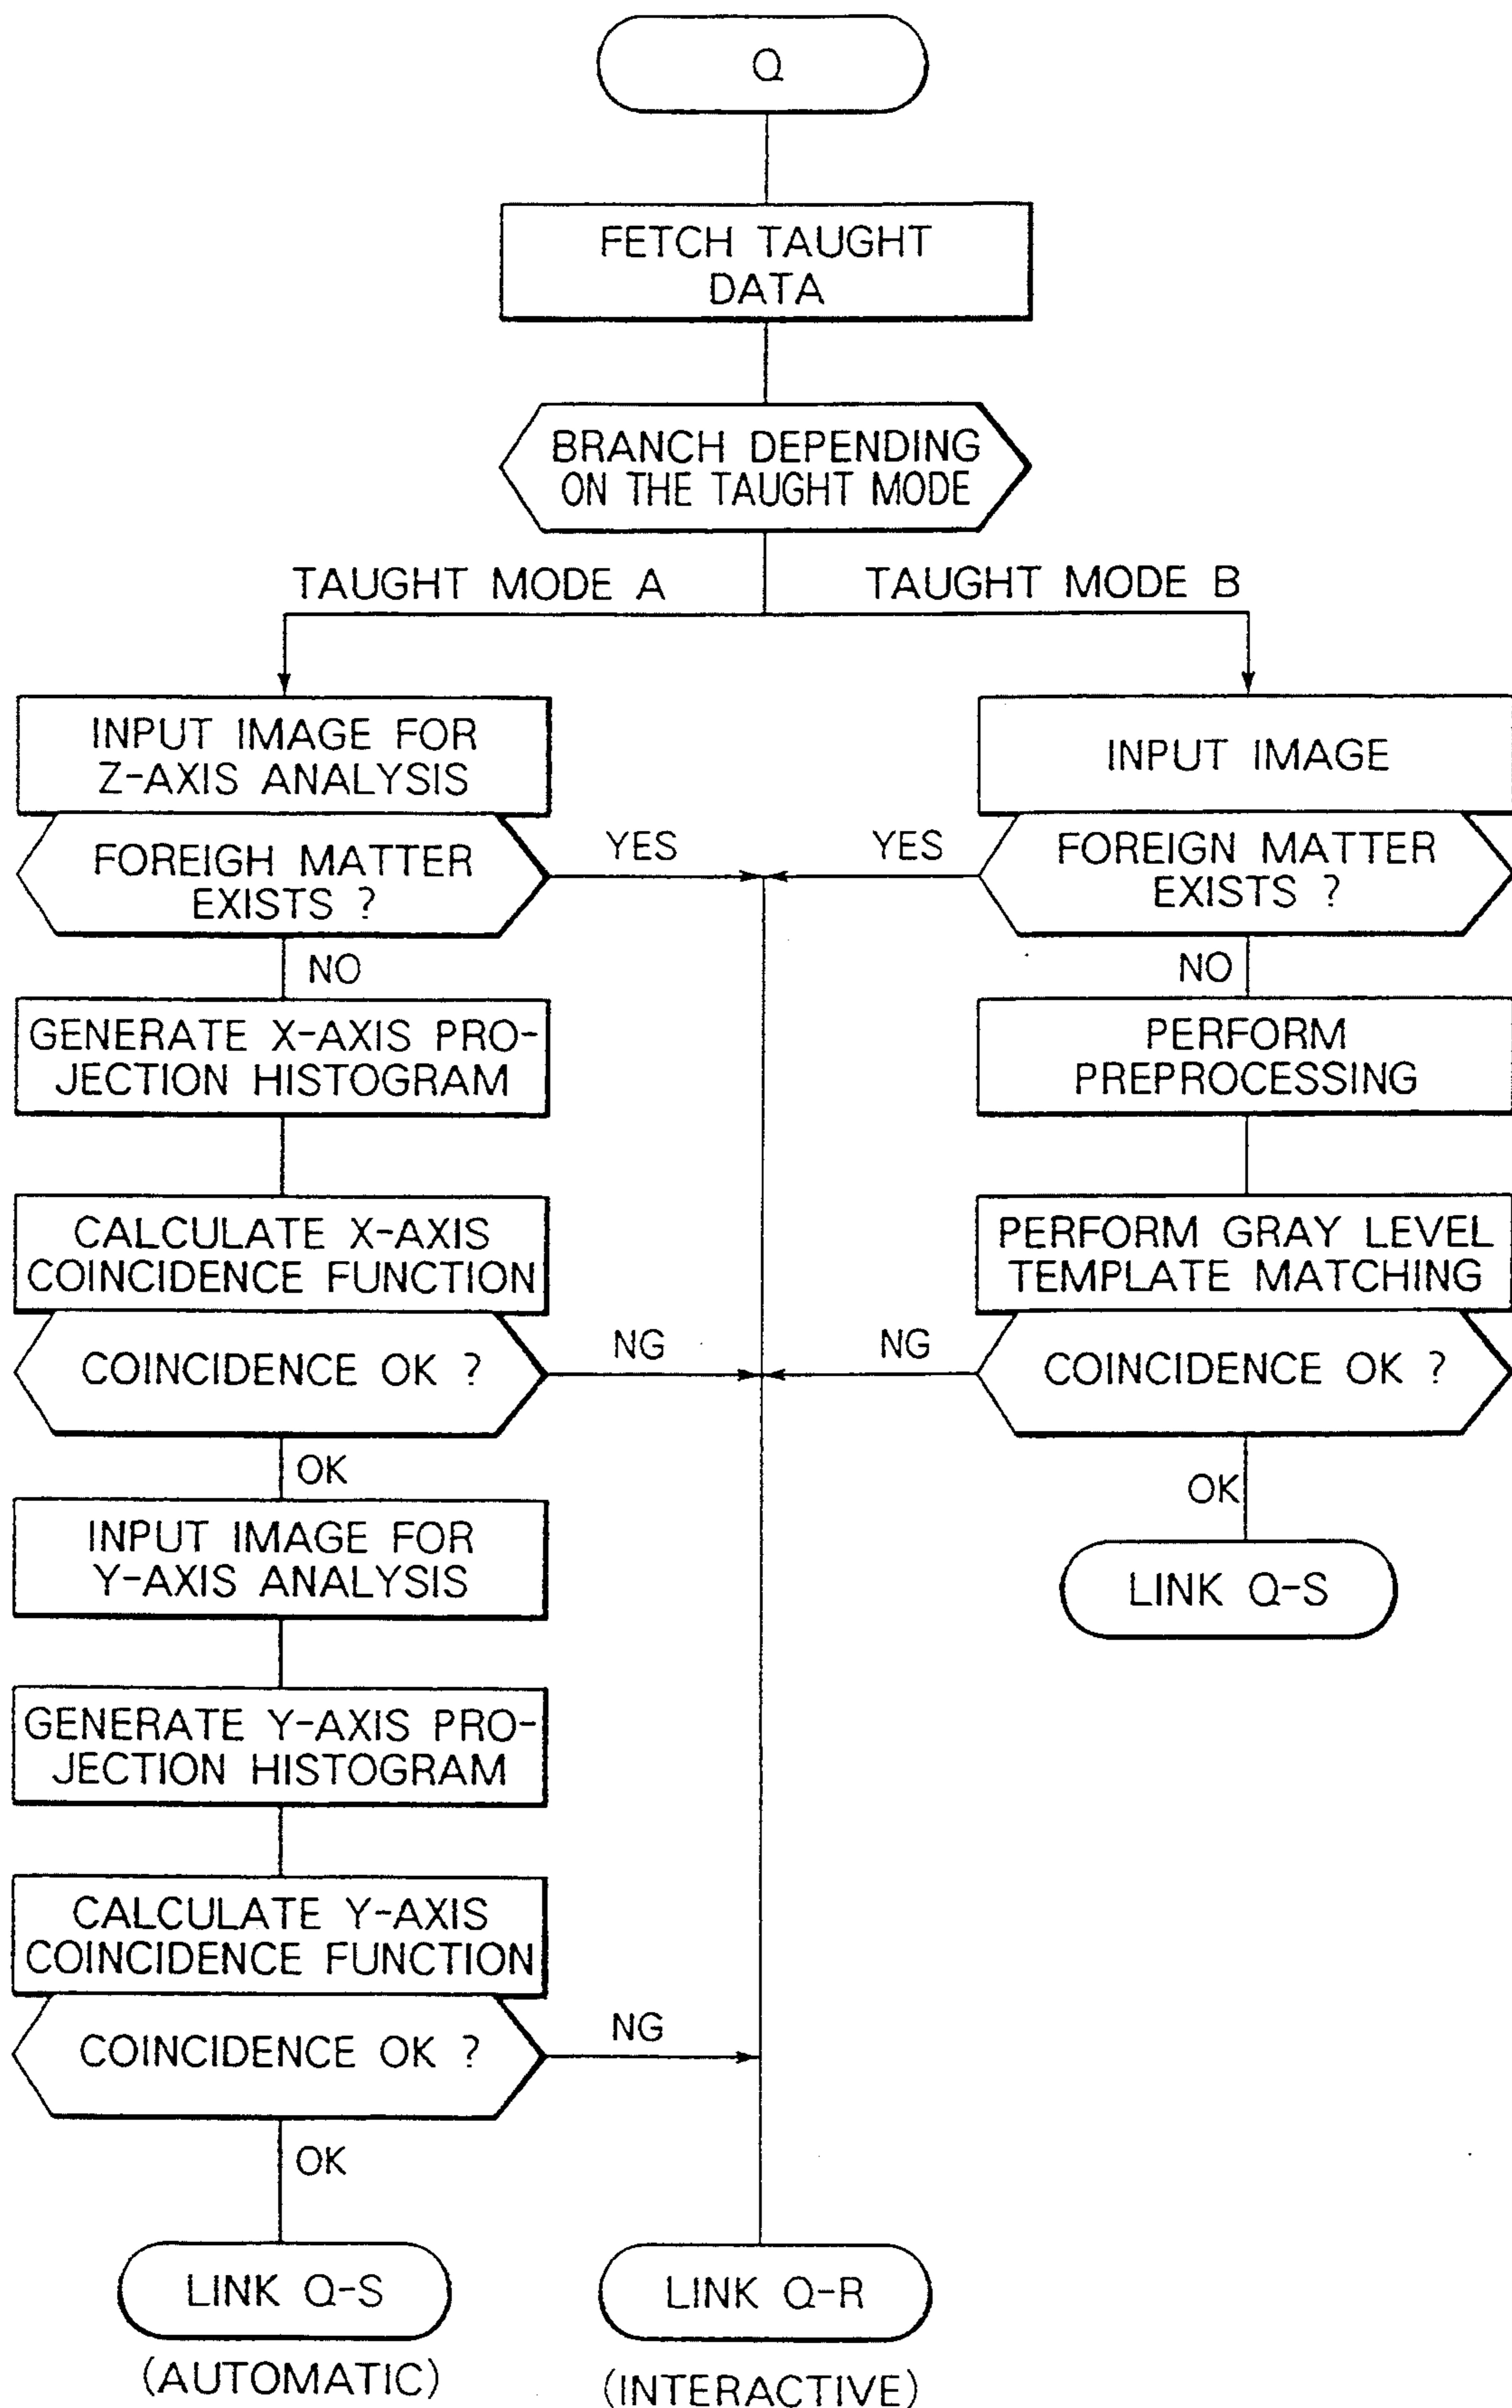 Q
FETCH TAUGHT
DATA
BRANCH DEPENDING
ON THE TAUGHT MODE
TAUGHT MODE A
TAUGHT MODE B
INPUT IMAGE FOR
Z-AXIS ANALYSIS
FOREIGH MATTER
EXISTS ?
YES
NO
GENERATE X-AXIS PRO-
JECTION HISTOGRAM
CALCULATE X-AXIS
COINCIDENCE FUNCTION
COINCIDENCE OK ?
NG
OK
INPUT IMAGE FOR
Y-AXIS ANALYSIS
GENERATE Y-AXIS PRO-
JECTION HISTOGRAM
CALCULATE Y-AXIS
COINCIDENCE FUNCTION
COINCIDENCE OK ?
NG
OK
LINK Q-S
(AUTOMATIC)
LINK Q-R
(INTERACTIVE)
INPUT IMAGE
FOREIGN MATTER
EXISTS ?
YES
NO
PERFORM
PREPROCESSING
PERFORM GRAY LEVEL
TEMPLATE MATCHING
COINCIDENCE OK ?
NG
OK
LINK Q-S